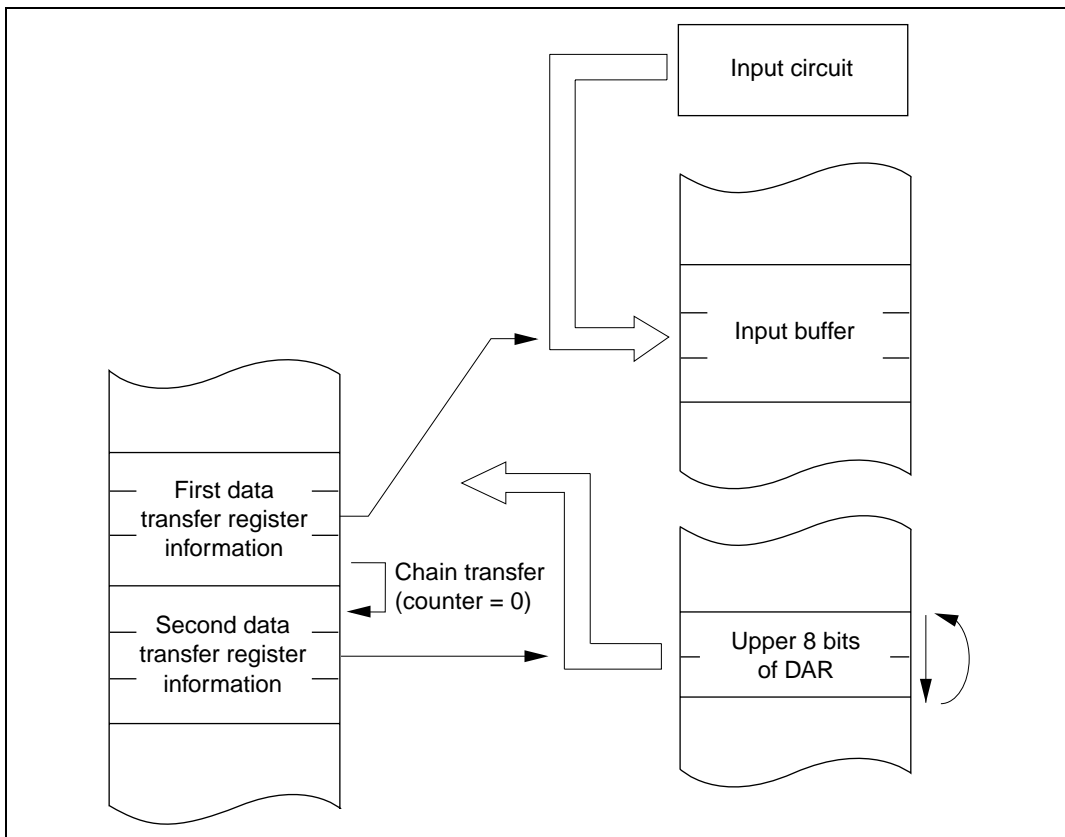 Input circuit
Input buffer
First data
transfer register
information
Chain transfer
(counter = 0)
Second data
transfer register
information
Upper 8 bits
of DAR